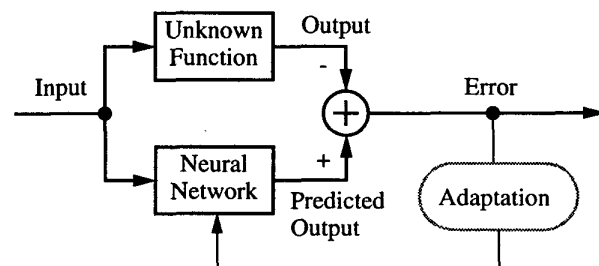 Unknown
Function
Output
-
Input
Error
+
Neural
Network
+
Predicted
Output
Adaptation